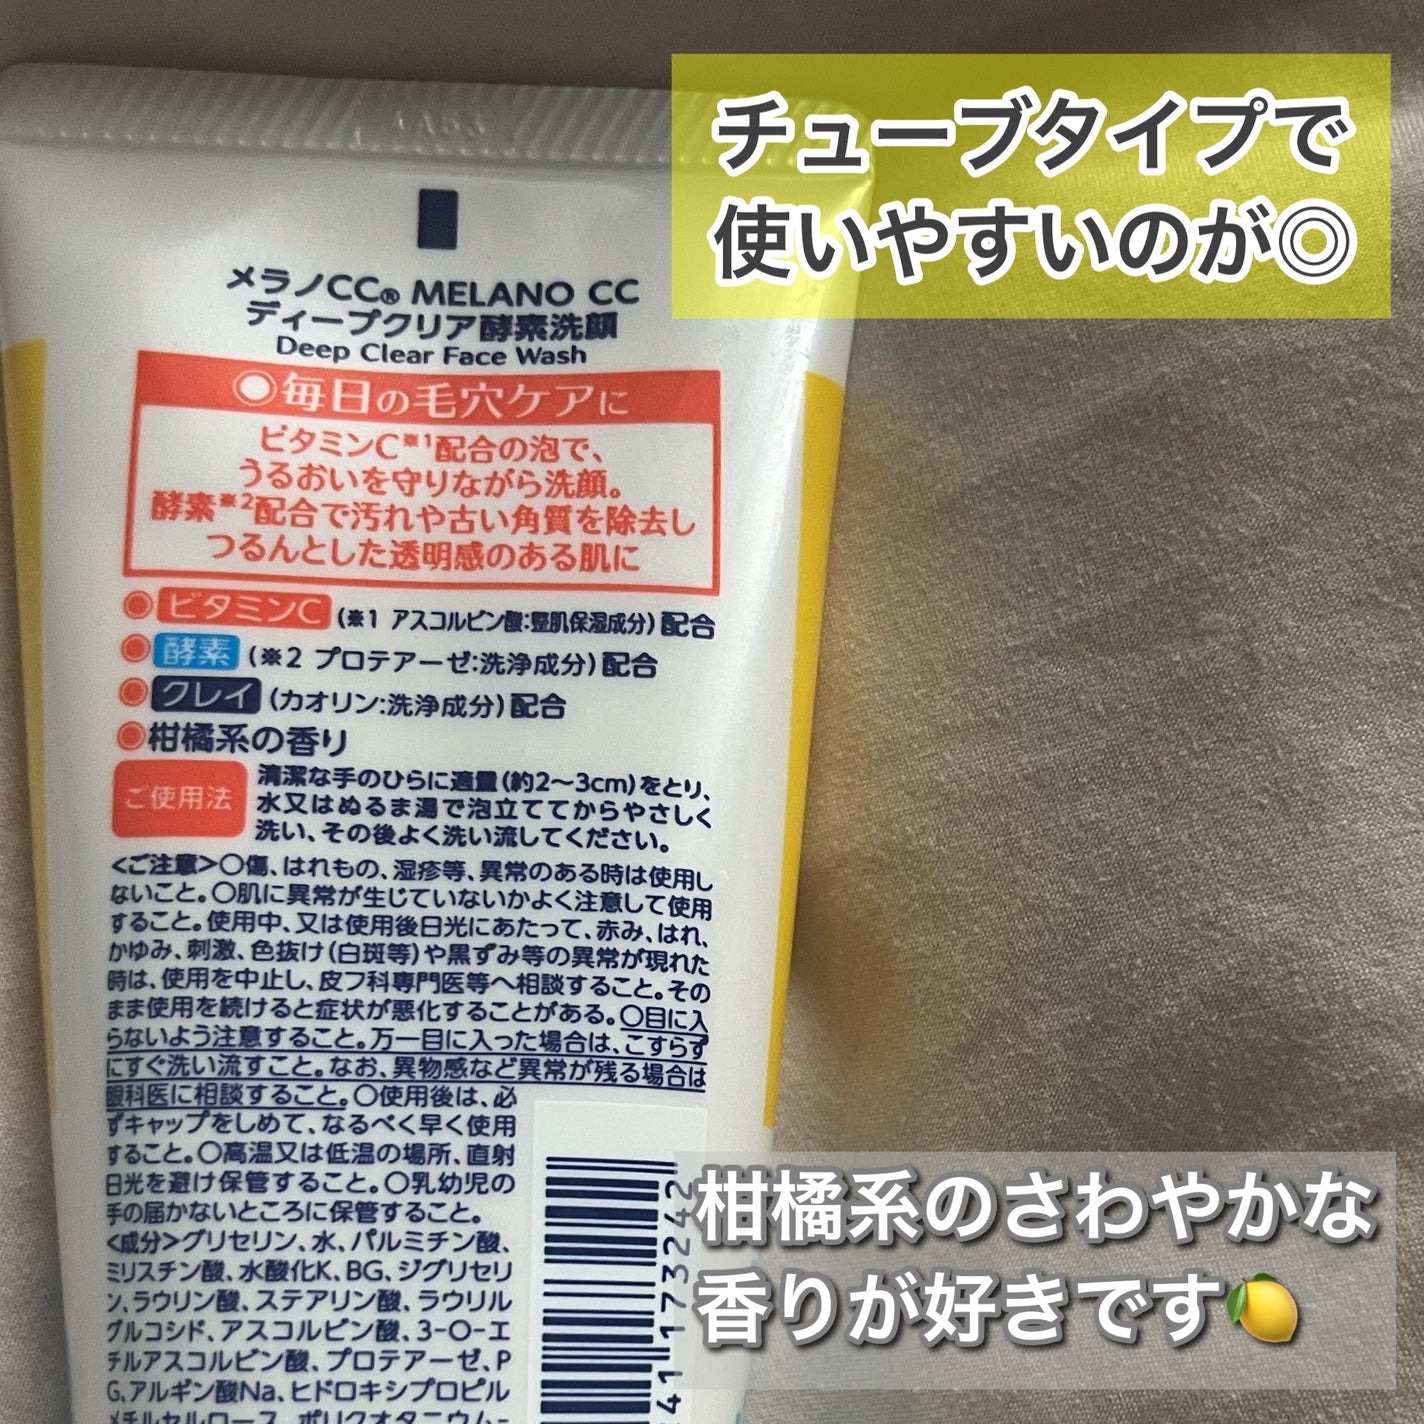 チューブタイプで
使いやすいのが◎
メラノCC® MELANO CC
ディープクリア酵素洗顔
Deep Clear Face Wash
◎毎日の毛穴ケアに
ビタミンC※1配合の泡で、
うるおいを守りながら洗顔。
酵素※2配合で汚れや古い角質を除去し
つるんとした透明感のある肌に
ビタミンC (※1 アスコルビン酸:整肌保湿成分)配合
酵素 (※2 プロテアーゼ:洗浄成分)配合
クレイ (カオリン:洗浄成分)配合
柑橘系の香り
ご使用法
清潔な手のひらに適量(約2〜3cm)をとり、
水又はぬるま湯で泡立ててからやさしく
洗い、その後よく洗い流してください。
<ご注意>○傷、はれもの、湿疹等、異常のある時は使用し
ないこと。○肌に異常が生じていないかよく注意して使用
すること。使用中、又は使用後日光にあたって、赤み、はれ、
かゆみ、刺激、色抜け(白斑等)や黒ずみ等の異常が現れた
時は、使用を中止し、皮フ科専門医等へ相談すること。その
まま使用を続けると症状が悪化することがある。○目に入
らないよう注意すること。万一目に入った場合は、こすらず
にすぐ洗い流すこと。なお、異物感など異常が残る場合は
眼科医に相談すること。○使用後は、必
ずキャップをしめて、なるべく早く使用
すること。○高温又は低温の場所、直射
日光を避け保管すること。○乳幼児の
手の届かないところに保管すること。
<成分>グリセリン、水、パルミチン酸、
ミリスチン酸、水酸化K、BG、ジグリセリ
ン、ラウリン酸、ステアリン酸、ラウリル
グルコシド、アスコルビン酸、3-O-エ
チルアスコルビン酸、プロテアーゼ、P
G、アルギン酸Na、ヒドロキシプロピル
メチルセルロース、ポリクオタニウム-
柑橘系のさわやかな
香りが好きです🍋